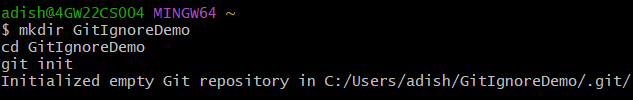 adish@4GW22CS004 MINGW64 ~
$ mkdir GitIgnoreDemo
cd GitIgnoreDemo
git init
Initialized empty Git repository in C:/Users/adish/GitIgnoreDemo/.git/